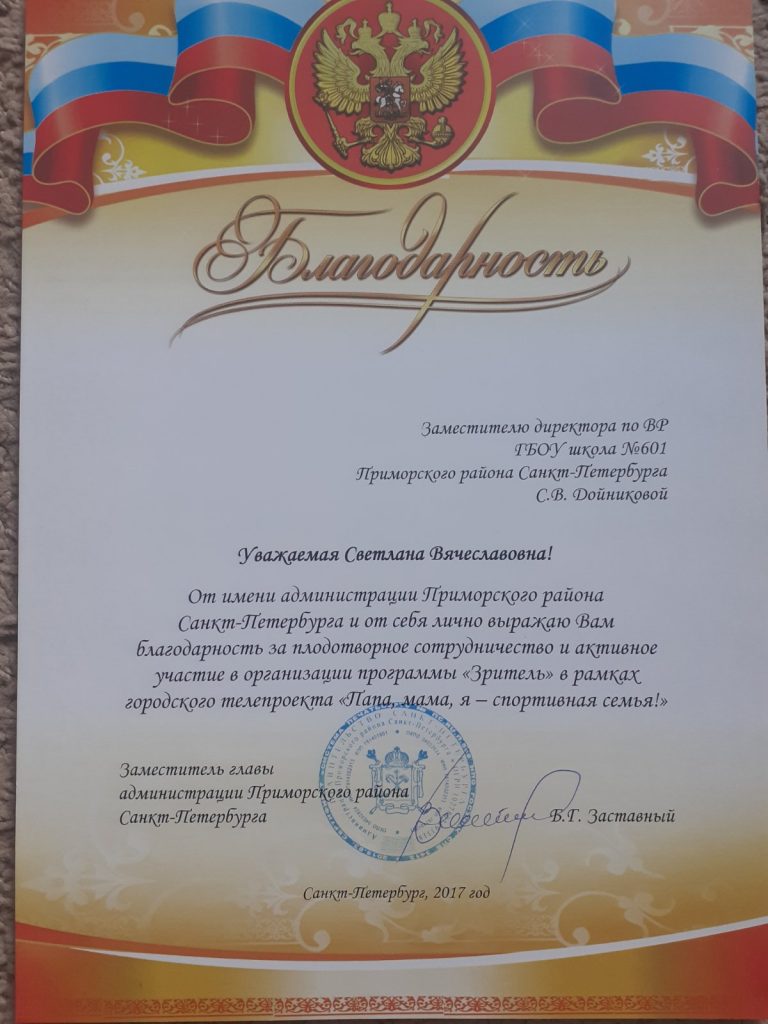 Благодарность
Заместителю директора по ВР
ГБОУ школа №601
Приморского района Санкт-Петербурга
С.В. Дойниковой
Уважаемая Светлана Вячеславовна!
От имени администрации Приморского района
Санкт-Петербурга и от себя лично выражаю Вам
благодарность за плодотворное сотрудничество и активное
участие в организации программы «Зритель» в рамках
городского телепроекта «Папа, мама, я – спортивная семья!»
Заместитель главы
администрации Приморского района
Санкт-Петербурга
Б.Г. Заставный
Санкт-Петербург, 2017 год